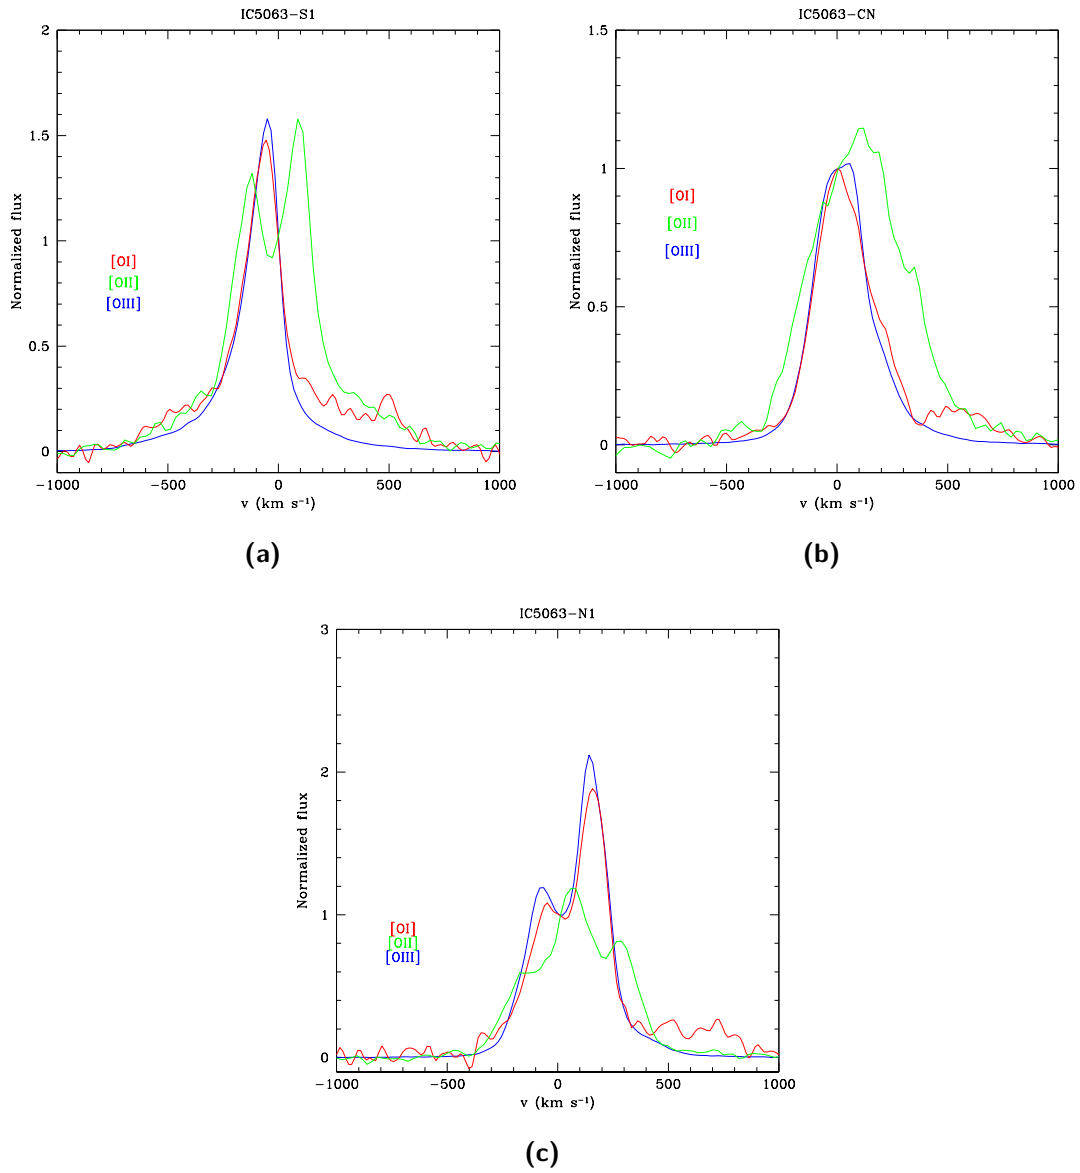 IC5063-S1
2
1.5
1
0.5
0
Normalized flux
[OI]
[OII]
[OIII]
-1000
-500
0
500
1000
v (km s⁻¹)
(a)
IC5063-CN
1.5
1
0.5
0
Normalized flux
[OI]
[OII]
[OIII]
-1000
-500
0
500
1000
v (km s⁻¹)
(b)
IC5063-N1
3
2
1
0
Normalized flux
[OI]
[OII]
[OIII]
-1000
-500
0
500
1000
v (km s⁻¹)
(c)